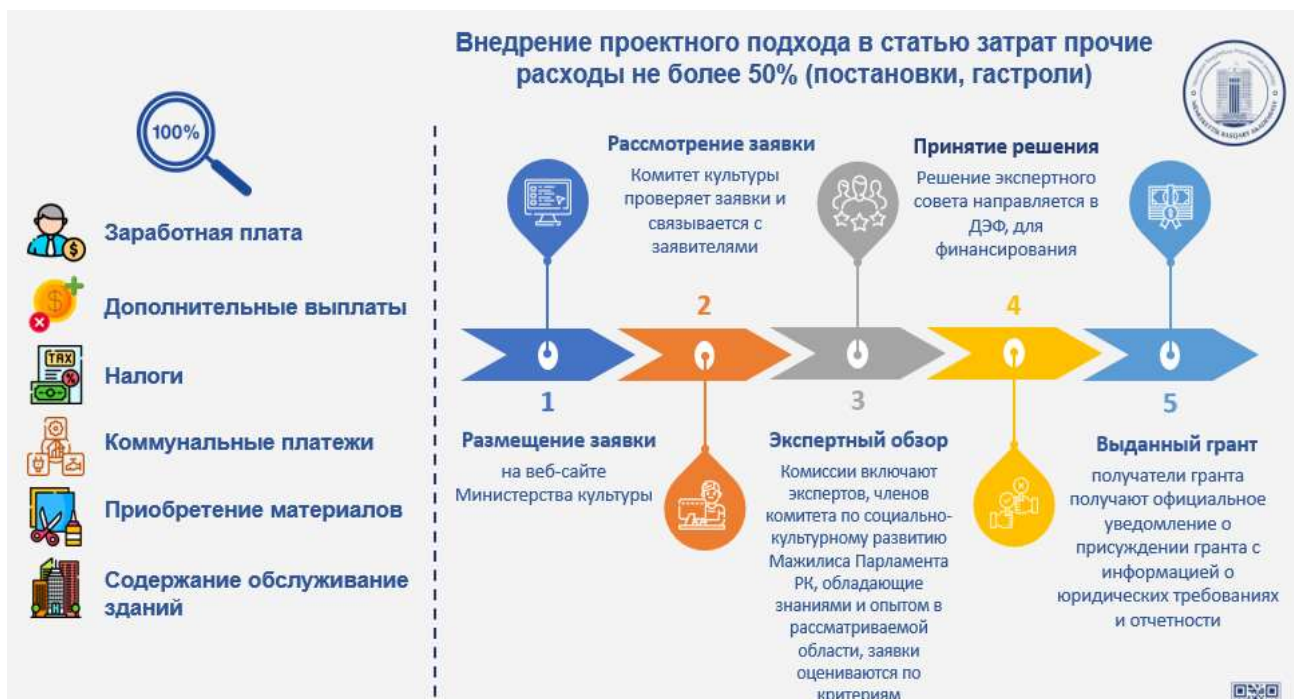 Внедрение проектного подхода в статью затрат прочие
расходы не более 50% (постановки, гастроли)
100%
Заработная плата
Дополнительные выплаты
TAX
Налоги
Коммунальные платежи
Приобретение материалов
Содержание обслуживание
зданий
1
Размещение заявки
на веб-сайте
Министерства культуры
Рассмотрение заявки
Комитет культуры
проверяет заявки и
связывается с
заявителями
2
3
Экспертный обзор
Комиссии включают
экспертов, членов
комитета по социально-
культурному развитию
Мажилиса Парламента
РК, обладающие
знаниями и опытом в
рассматриваемой
области, заявки
оцениваются по
критериям
Принятие решения
Решение экспертного
совета направляется в
ДЭФ, для
финансирования
4
5
Выданный грант
получатели гранта
получают официальное
уведомление о
присуждении гранта с
информацией о
юридических требованиях
и отчетности